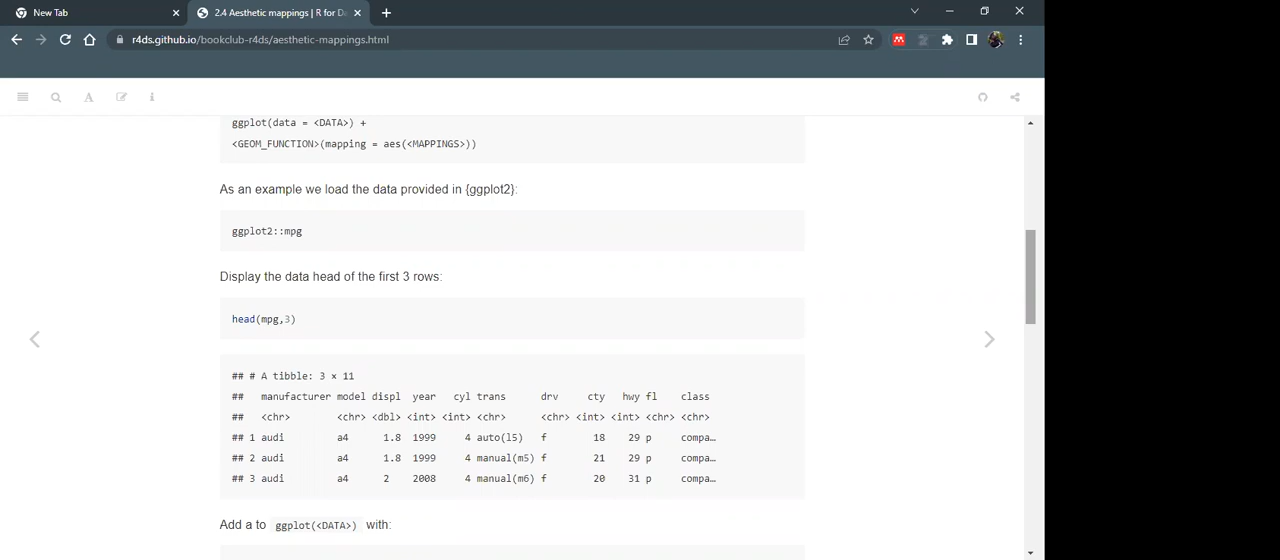 New Tab
2.4 Aesthetic mappings | R for Da
r4ds.github.io/bookclub-r4ds/aesthetic-mappings.html
ggplot(data = <DATA>) +
<GEOM_FUNCTION>(mapping = aes(<MAPPINGS>))
As an example we load the data provided in {ggplot2}:
ggplot2::mpg
Display the data head of the first 3 rows:
head(mpg,3)
## # A tibble: 3 × 11
##   manufacturer model displ  year   cyl trans      drv     cty   hwy fl    class
##   <chr>        <chr> <dbl> <int> <int> <chr>      <chr> <int> <int> <chr> <chr>
## 1 audi         a4      1.8  1999     4 auto(l5)   f        18    29 p     compa…
## 2 audi         a4      1.8  1999     4 manual(m5) f        21    29 p     compa…
## 3 audi         a4      2    2008     4 manual(m6) f        20    31 p     compa…
Add a to ggplot(<DATA>) with: